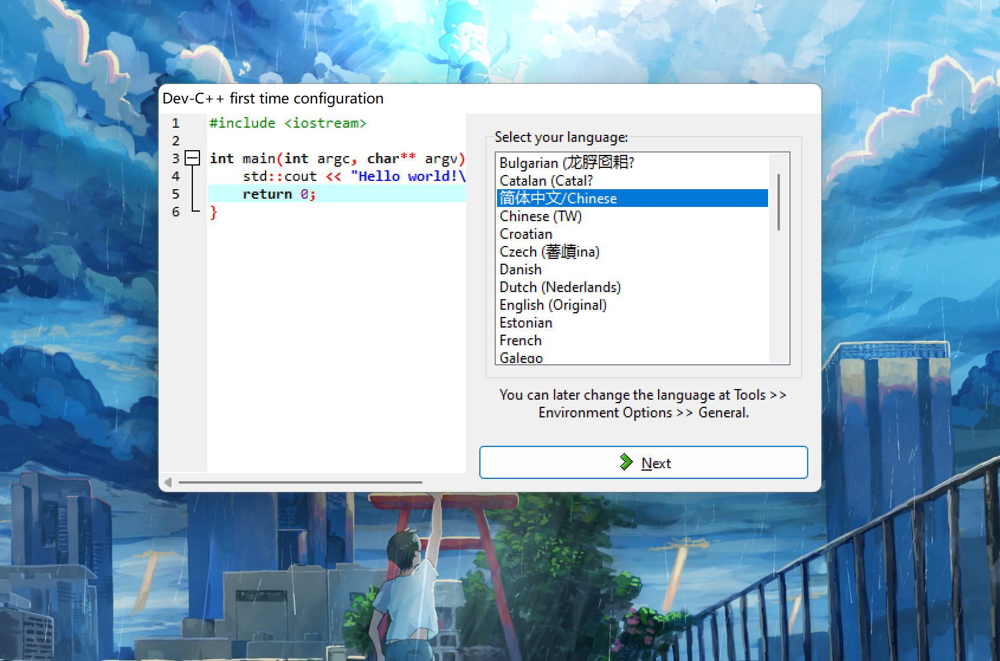 Dev-C++ first time configuration
1 #include <iostream>
2
3 int main(int argc, char** argv)
4 std::cout << "Hello world!\
5 return 0;
6 }
Select your language:
Bulgarian (龙脬囵耜?
Catalan (Catal?
简体中文/Chinese
Chinese (TW)
Croatian
Czech (萫巊ina)
Danish
Dutch (Nederlands)
English (Original)
Estonian
French
Galego
You can later change the language at Tools >>
Environment Options >> General.
Next